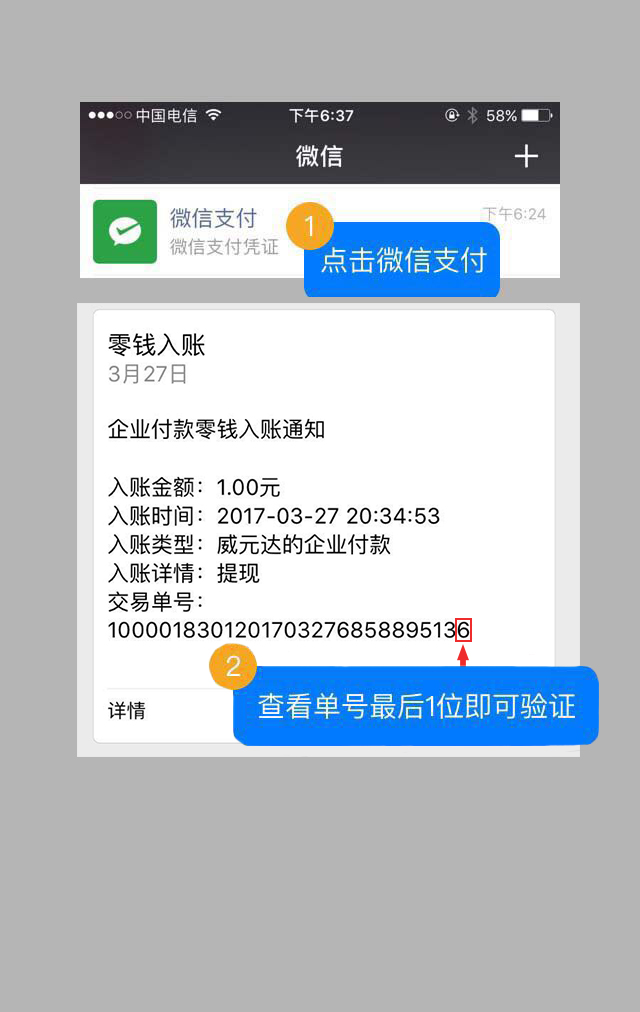 中国电信
下午6:37
58%
微信
微信支付
下午6:24
微信支付凭证
1
点击微信支付
零钱入账
3月27日
企业付款零钱入账通知
入账金额：1.00元
入账时间：2017-03-27 20:34:53
入账类型：威元达的企业付款
入账详情：提现
交易单号：
1000018301201703276858895136
2
详情
查看单号最后1位即可验证